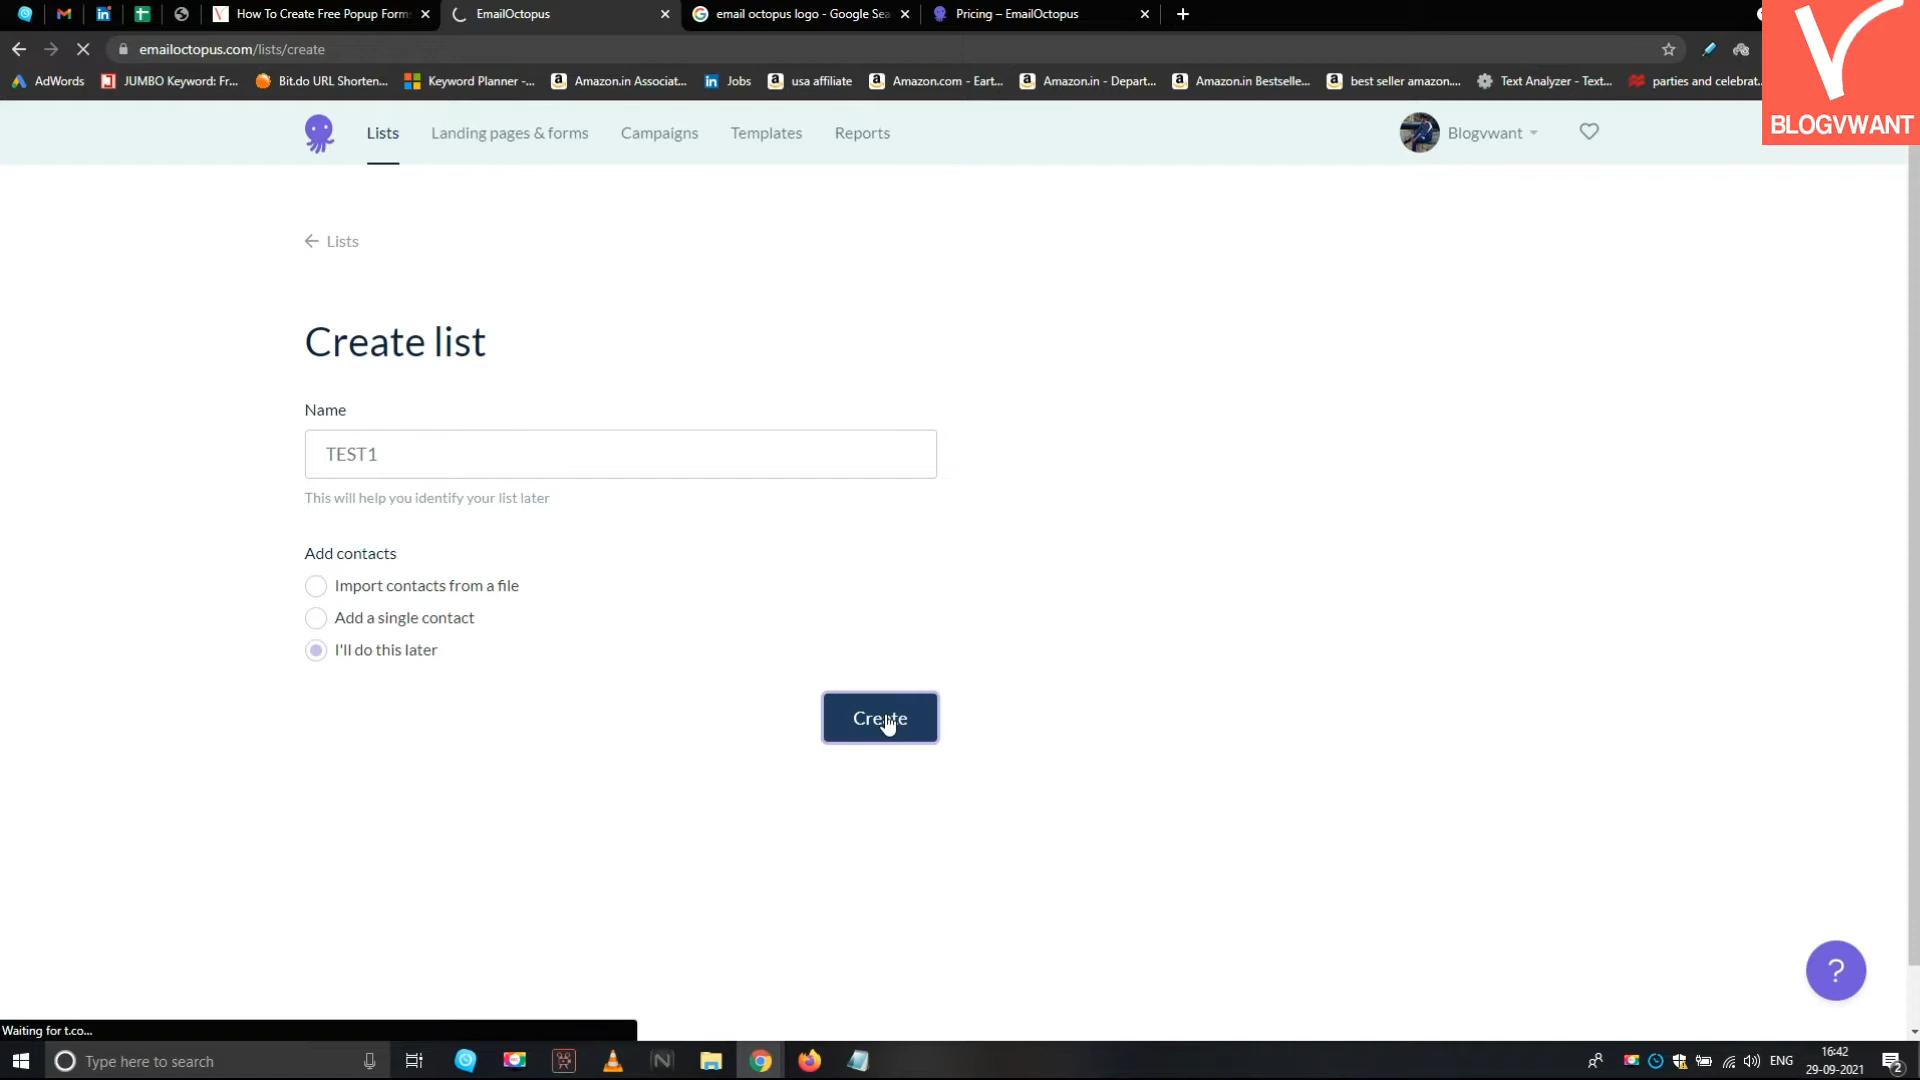 How To Create Free Popup Form
EmailOctopus
email octopus logo - Google Sea
Pricing – EmailOctopus
emailoctopus.com/lists/create
AdWords
JUMBO Keyword: Fr...
Bit.do URL Shorten...
Keyword Planner -...
Amazon.in Associat...
Jobs
usa affiliate
Amazon.com - Eart...
Amazon.in - Depart...
Amazon.in Bestselle...
best seller amazon....
Text Analyzer - Text...
parties and celebrat...
BLOGVWANT
Lists
Landing pages & forms
Campaigns
Templates
Reports
Blogvwant
Lists
Create list
Name
TEST1
This will help you identify your list later
Add contacts
Import contacts from a file
Add a single contact
I'll do this later
Create
?
Waiting for t.co...
Type here to search
ENG
16:42
29-09-2021
2